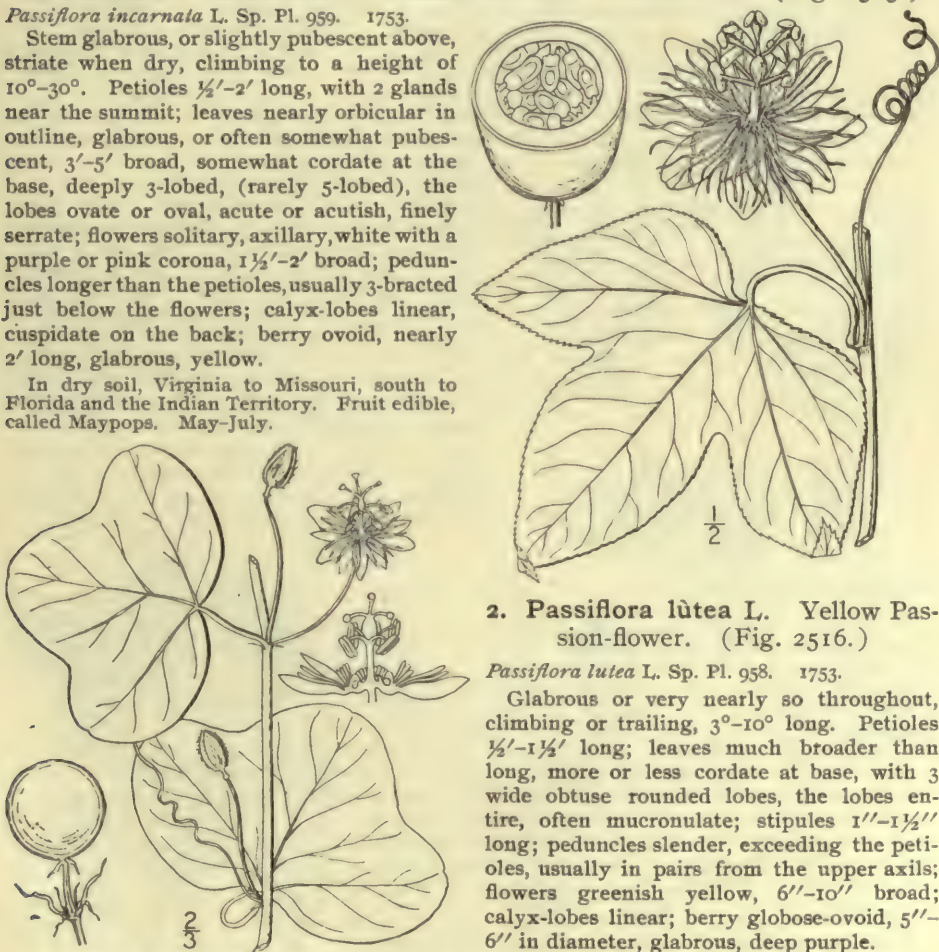 Passiflora incarnata L. Sp. Pl. 959. 1753.
Stem glabrous, or slightly pubescent above,
striate when dry, climbing to a height of
10°–30°. Petioles ½′–2′ long, with 2 glands
near the summit; leaves nearly orbicular in
outline, glabrous, or often somewhat pubes-
cent, 3′–5′ broad, somewhat cordate at the
base, deeply 3-lobed, (rarely 5-lobed), the
lobes ovate or oval, acute or acutish, finely
serrate; flowers solitary, axillary, white with a
purple or pink corona, 1½′–2′ broad; pedun-
cles longer than the petioles, usually 3-bracted
just below the flowers; calyx-lobes linear,
cuspidate on the back; berry ovoid, nearly
2′ long, glabrous, yellow.
In dry soil, Virginia to Missouri, south to
Florida and the Indian Territory. Fruit edible,
called Maypops. May–July.
1/2
2/3
2. Passiflora lùtea L. Yellow Pas-
sion-flower. (Fig. 2516.)
Passiflora lutea L. Sp. Pl. 958. 1753.
Glabrous or very nearly so throughout,
climbing or trailing, 3°–10° long. Petioles
½′–1½′ long; leaves much broader than
long, more or less cordate at base, with 3
wide obtuse rounded lobes, the lobes en-
tire, often mucronulate; stipules 1″–1½″
long; peduncles slender, exceeding the peti-
oles, usually in pairs from the upper axils;
flowers greenish yellow, 6″–10″ broad;
calyx-lobes linear; berry globose-ovoid, 5″–
6″ in diameter, glabrous, deep purple.